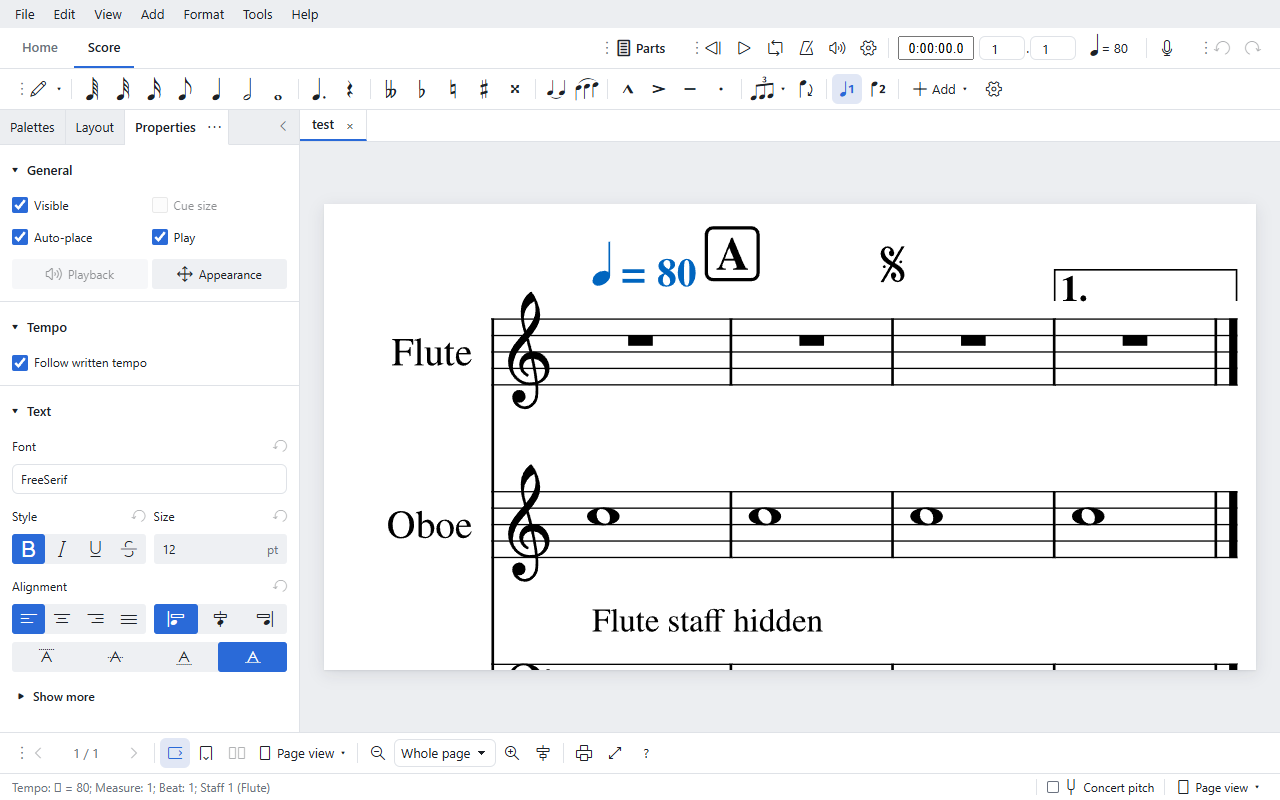 File Edit View Add Format Tools Help
Home Score Parts 0:00:00.0 1 . 1 = 80
3 1 2 Add
Palettes Layout Properties ... test ×
General
Visible Cue size
Auto-place Play
Playback Appearance
Tempo
Follow written tempo
Text
Font
FreeSerif
Style Size
B I U S 12 pt
Alignment
Show more
= 80 A
1.
Flute
Oboe
Flute staff hidden
1 / 1 Page view Whole page ?
Tempo: = 80; Measure: 1; Beat: 1; Staff 1 (Flute) Concert pitch Page view